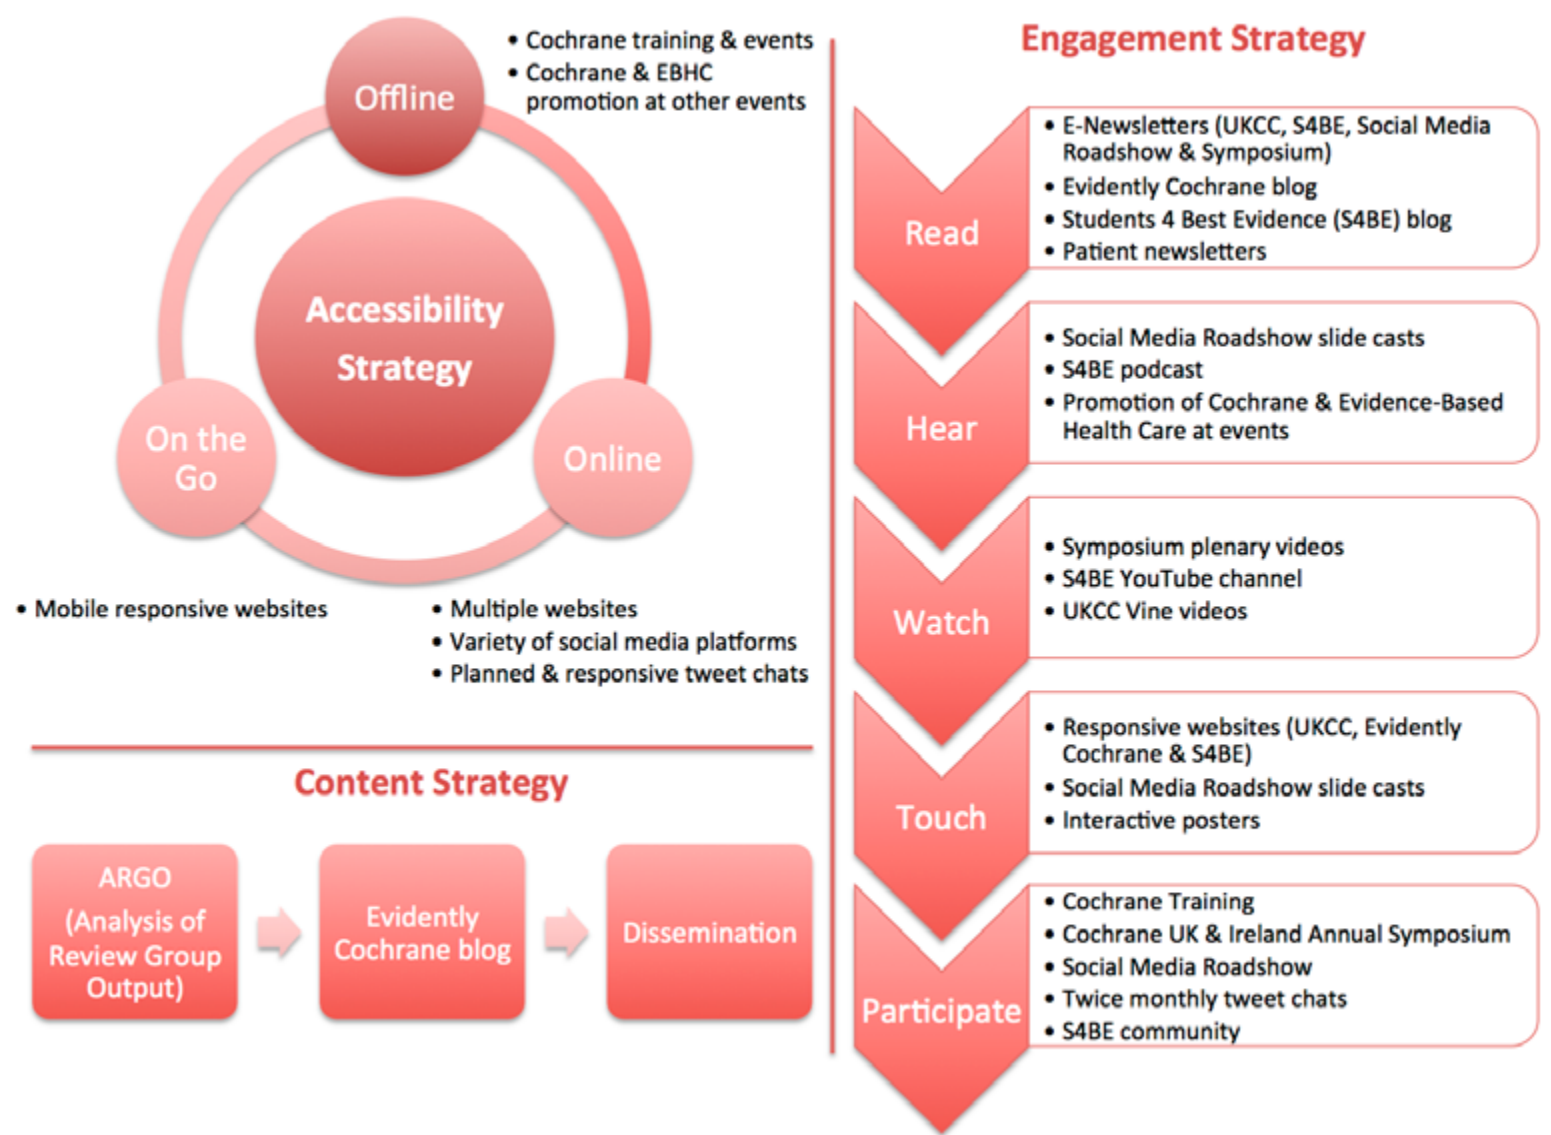 Offline
• Cochrane training & events
• Cochrane & EBHC
promotion at other events
Accessibility
Strategy
On the
Go
Online
• Mobile responsive websites
• Multiple websites
• Variety of social media platforms
• Planned & responsive tweet chats
Content Strategy
ARGO
(Analysis of
Review Group
Output)
Evidently
Cochrane blog
Dissemination
Engagement Strategy
Read
• E-Newsletters (UKCC, S4BE, Social Media
Roadshow & Symposium)
• Evidently Cochrane blog
• Students 4 Best Evidence (S4BE) blog
• Patient newsletters
Hear
• Social Media Roadshow slide casts
• S4BE podcast
• Promotion of Cochrane & Evidence-Based
Health Care at events
Watch
• Symposium plenary videos
• S4BE YouTube channel
• UKCC Vine videos
Touch
• Responsive websites (UKCC, Evidently
Cochrane & S4BE)
• Social Media Roadshow slide casts
• Interactive posters
Participate
• Cochrane Training
• Cochrane UK & Ireland Annual Symposium
• Social Media Roadshow
• Twice monthly tweet chats
• S4BE community